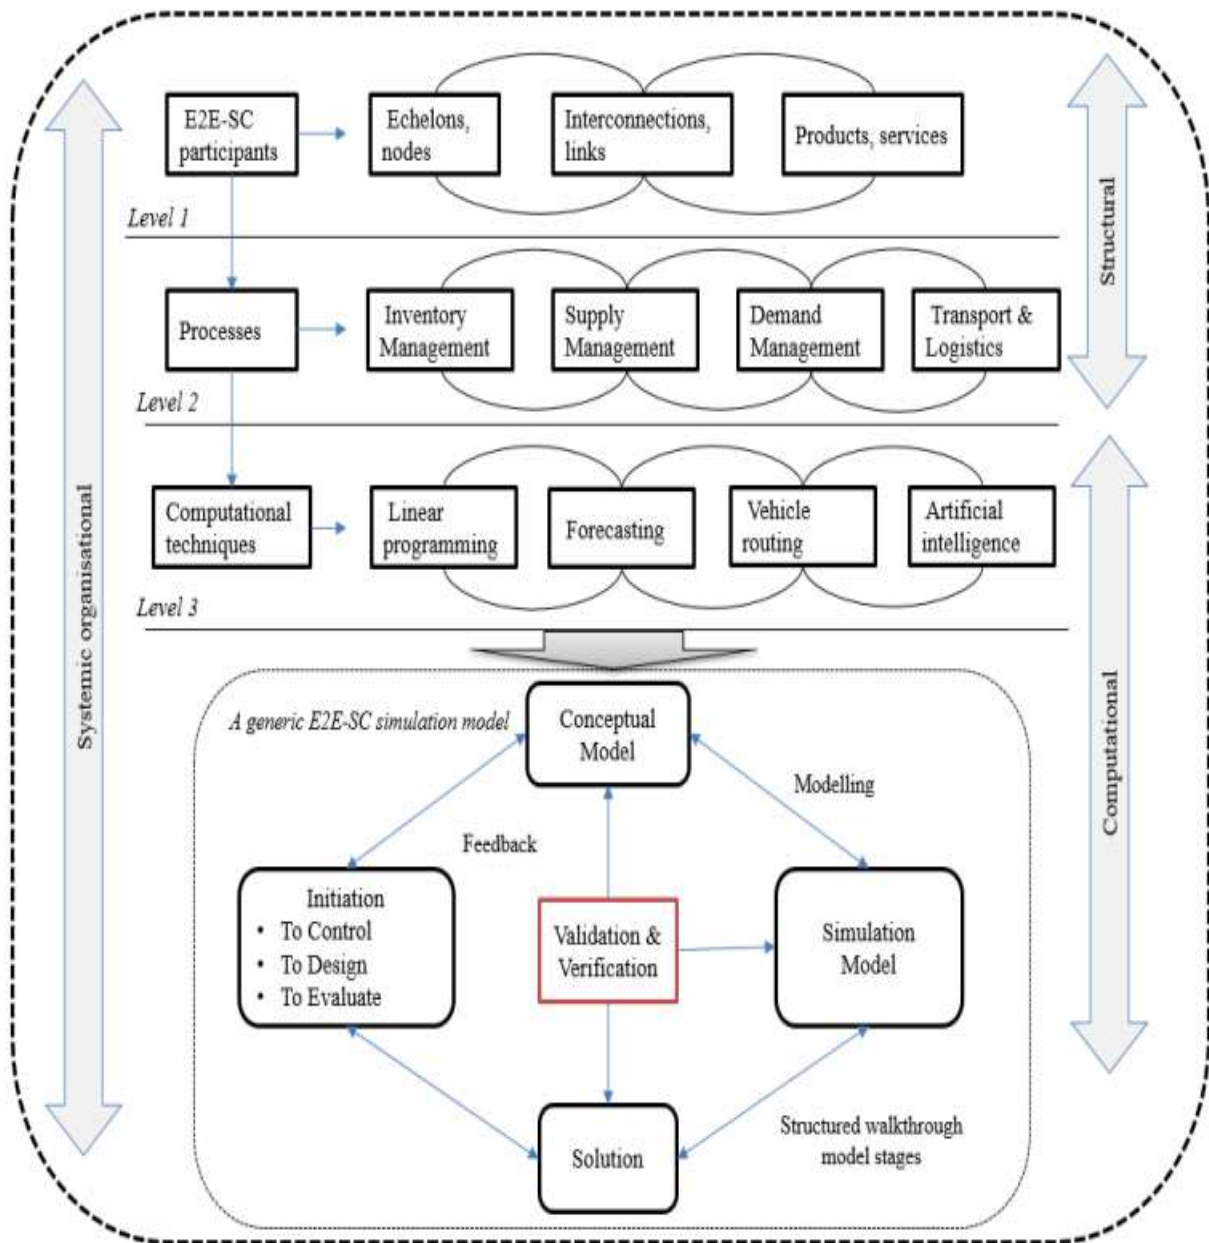 E2E-SC
participants
Echelons,
nodes
Interconnections,
links
Products, services
Level 1
Structural
Processes
Inventory
Management
Supply
Management
Demand
Management
Transport &
Logistics
Level 2
Computational
techniques
Linear
programming
Forecasting
Vehicle
routing
Artificial
intelligence
Level 3
Systemic organisational
Computational
A generic E2E-SC simulation model
Conceptual
Model
Modelling
Feedback
Initiation
• To Control
• To Design
• To Evaluate
Validation &
Verification
Simulation
Model
Solution
Structured walkthrough
model stages